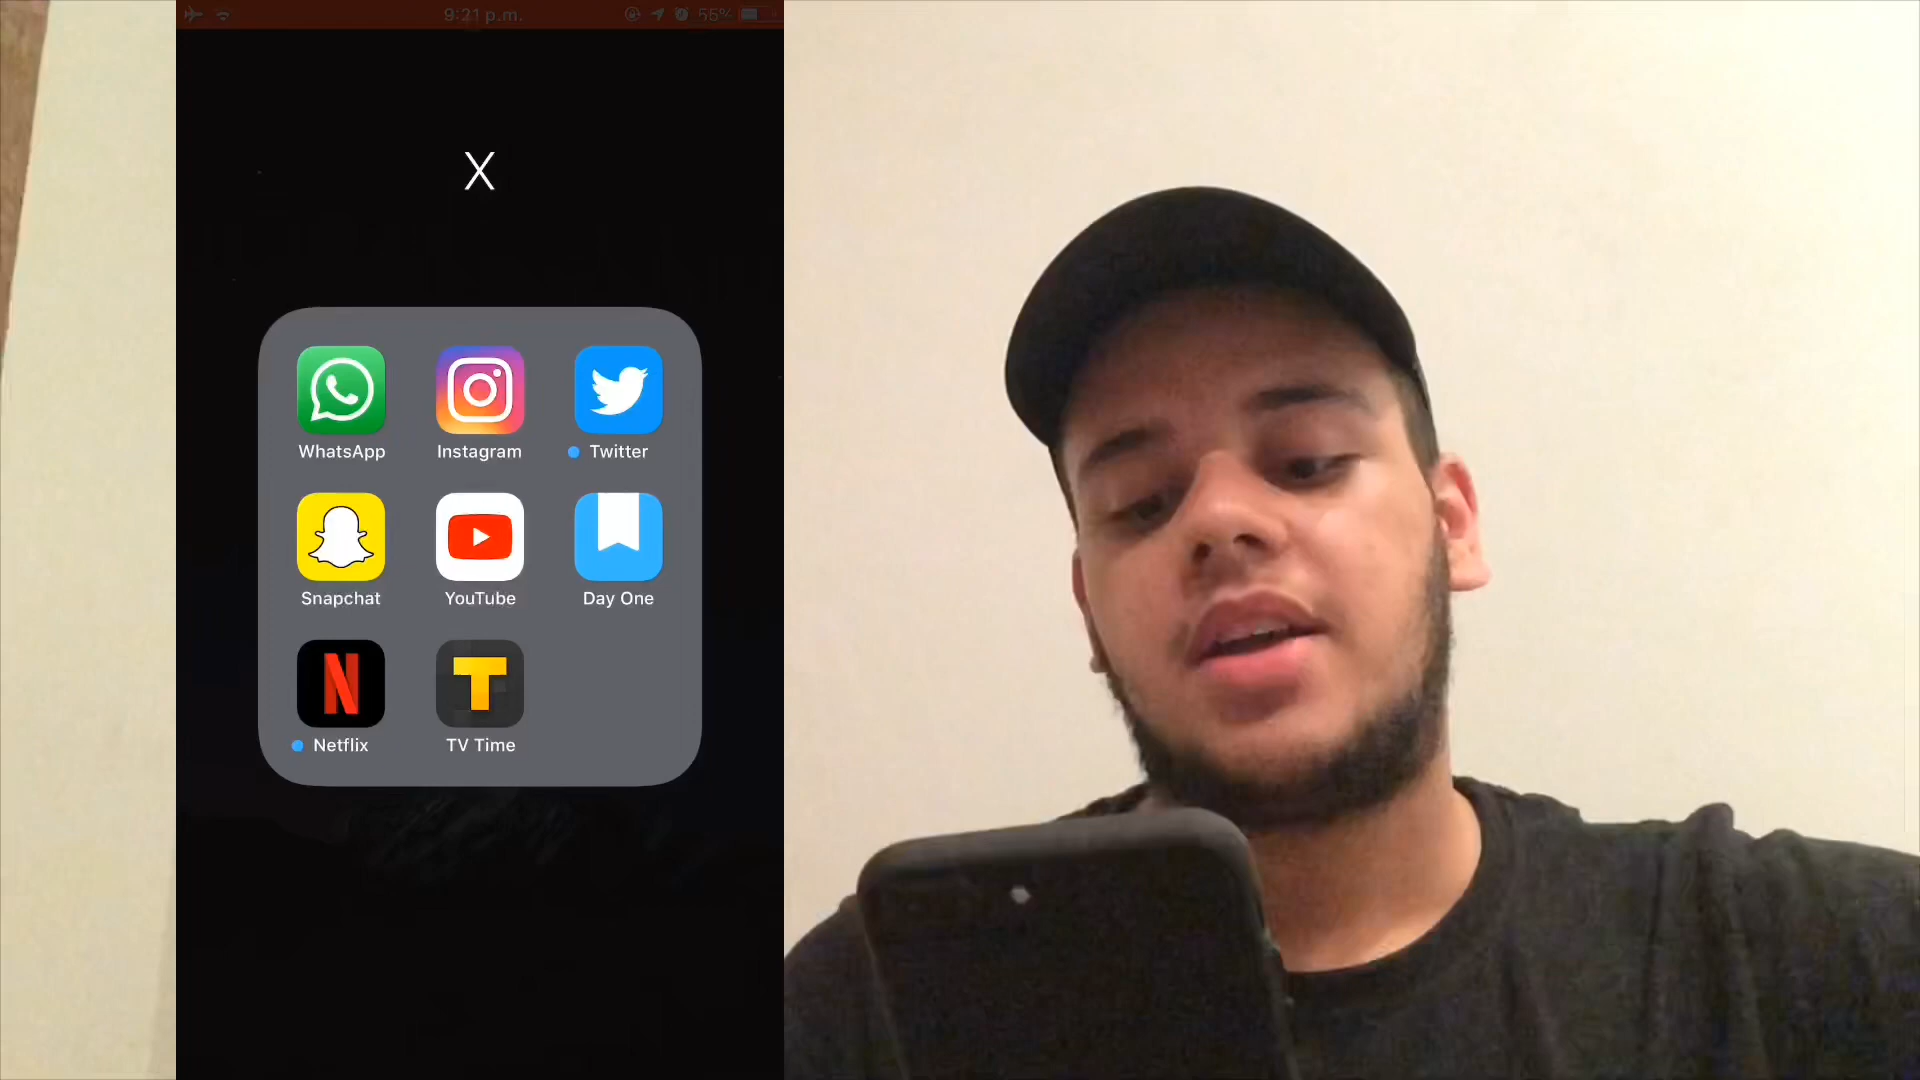 9:21 p.m. 55%
X
WhatsApp Instagram Twitter
Snapchat YouTube Day One
N T
Netflix TV Time